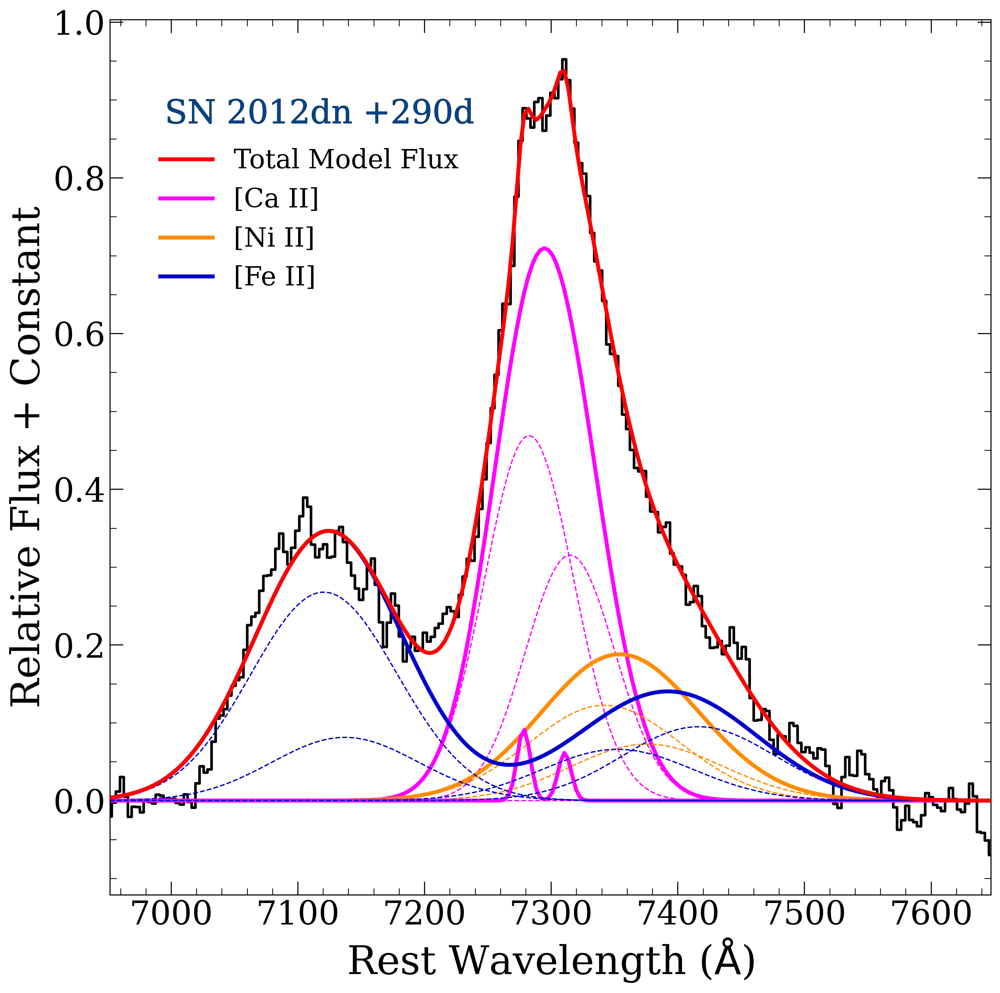 SN 2012dn +290d
Total Model Flux
[Ca II]
[Ni II]
[Fe II]
Relative Flux + Constant
1.0
0.8
0.6
0.4
0.2
0.0
7000 7100 7200 7300 7400 7500 7600
Rest Wavelength (Å)